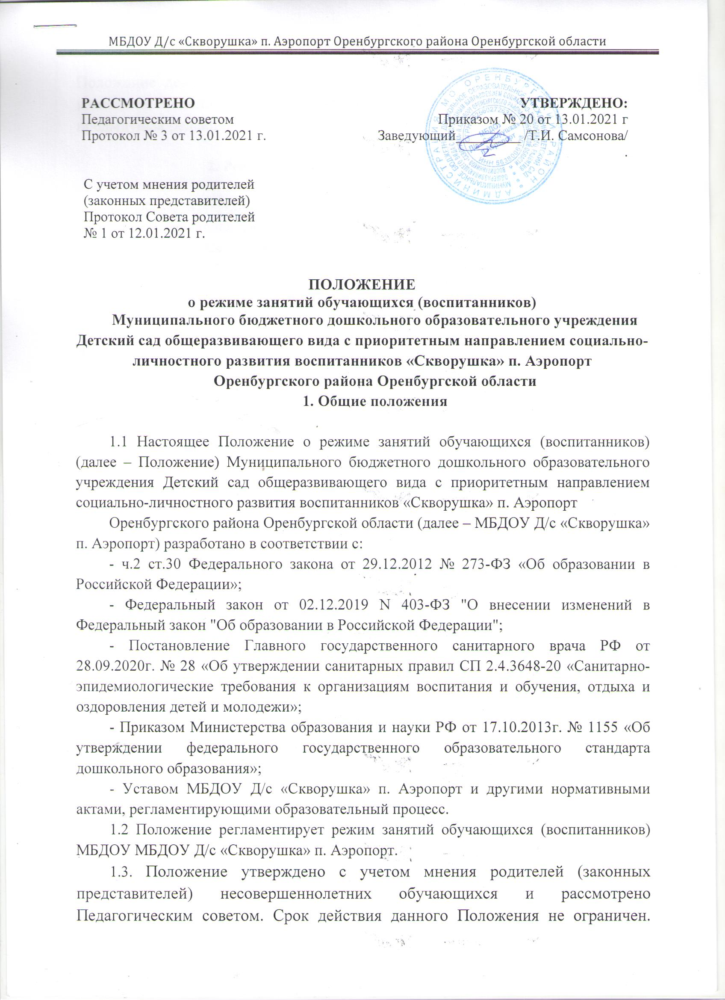 МБДОУ Д/с «Скворушка» п. Аэропорт Оренбургского района Оренбургской области
РАССМОТРЕНО
Педагогическим советом
Протокол № 3 от 13.01.2021 г.
УТВЕРЖДЕНО:
Приказом № 20 от 13.01.2021 г
Заведующий__________/Т.И. Самсонова/
.
АДМИНИСТРАЦИЯ МО ОРЕНБУРГСКИЙ РАЙОН
МБДОУ
Д/с «Скворушка»
п. Аэропорт
С учетом мнения родителей
(законных представителей)
Протокол Совета родителей
№ 1 от 12.01.2021 г.
ПОЛОЖЕНИЕ
о режиме занятий обучающихся (воспитанников)
Муниципального бюджетного дошкольного образовательного учреждения
Детский сад общеразвивающего вида с приоритетным направлением социально-
личностного развития воспитанников «Скворушка» п. Аэропорт
Оренбургского района Оренбургской области
1. Общие положения
1.1 Настоящее Положение о режиме занятий обучающихся (воспитанников)
(далее – Положение) Муниципального бюджетного дошкольного образовательного
учреждения Детский сад общеразвивающего вида с приоритетным направлением
социально-личностного развития воспитанников «Скворушка» п. Аэропорт
Оренбургского района Оренбургской области (далее – МБДОУ Д/с «Скворушка»
п. Аэропорт) разработано в соответствии с:
- ч.2 ст.30 Федерального закона от 29.12.2012 № 273-ФЗ «Об образовании в
Российской Федерации»;
- Федеральный закон от 02.12.2019 N 403-ФЗ "О внесении изменений в
Федеральный закон "Об образовании в Российской Федерации";
- Постановление Главного государственного санитарного врача РФ от
28.09.2020г. № 28 «Об утверждении санитарных правил СП 2.4.3648-20 «Санитарно-
эпидемиологические требования к организациям воспитания и обучения, отдыха и
оздоровления детей и молодежи»;
- Приказом Министерства образования и науки РФ от 17.10.2013г. № 1155 «Об
утверждении федерального государственного образовательного стандарта
дошкольного образования»;
- Уставом МБДОУ Д/с «Скворушка» п. Аэропорт и другими нормативными
актами, регламентирующими образовательный процесс.
1.2 Положение регламентирует режим занятий обучающихся (воспитанников)
МБДОУ МБДОУ Д/с «Скворушка» п. Аэропорт.
1.3. Положение утверждено с учетом мнения родителей (законных
представителей) несовершеннолетних обучающихся и рассмотрено
Педагогическим советом. Срок действия данного Положения не ограничен.